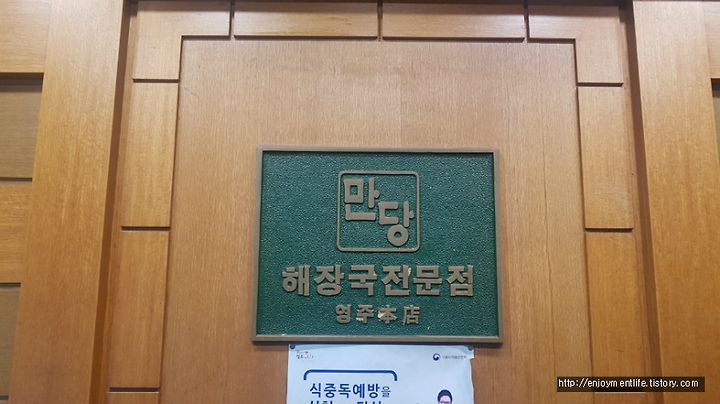 만당
해장국전문점
영주本店
식중독예방을
http://enjoymentlife.tistory.com